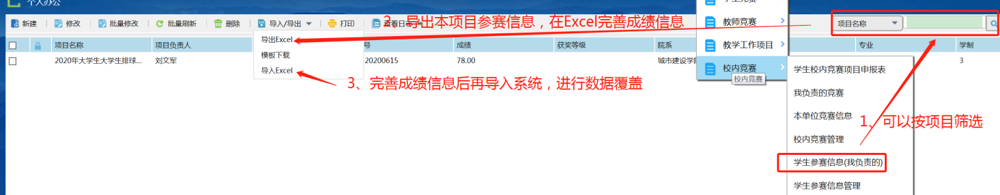 个人办公
学生竞赛
新建 修改 批量修改 批量刷新 删除 导入/导出 打印 查看日志
2、导出本项目参赛信息，在Excel完善成绩信息
教师竞赛
项目名称
导出Excel
项目名称 项目负责人 号 成绩 获奖等级 院系 专业 学制
教学工作项目
模板下载
2020年大学生大学生排球... 刘文军 20200615 78.00 城市建设学院 3
导入Excel
校内竞赛
校内竞赛
3、完善成绩信息后再导入系统，进行数据覆盖
学生校内竞赛项目申报表
我负责的竞赛
本单位竞赛信息
1、可以按项目筛选
校内竞赛管理
学生参赛信息(我负责的)
学生参赛信息管理